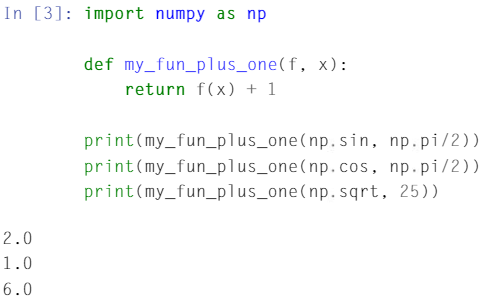 In [3]: import numpy as np

        def my_fun_plus_one(f, x):
            return f(x) + 1

        print(my_fun_plus_one(np.sin, np.pi/2))
        print(my_fun_plus_one(np.cos, np.pi/2))
        print(my_fun_plus_one(np.sqrt, 25))

2.0
1.0
6.0